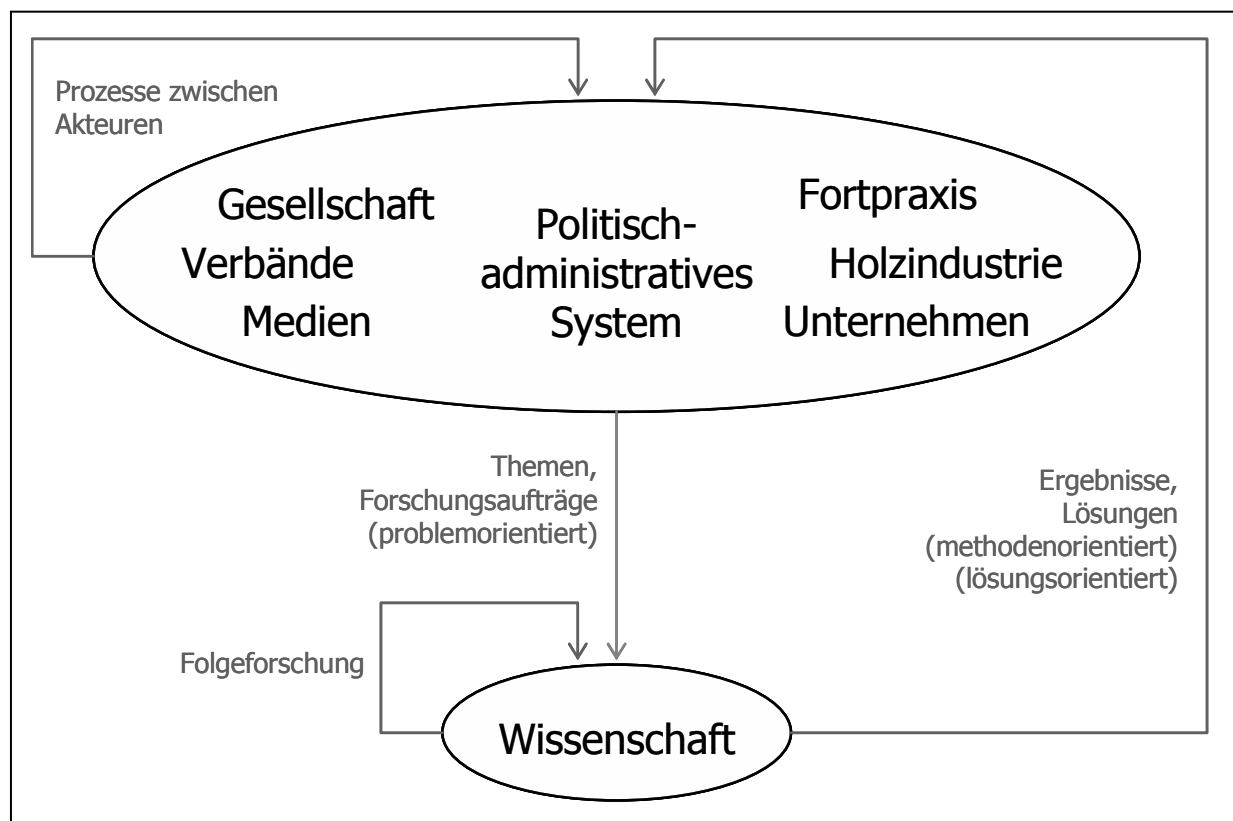 Prozesse zwischen
Akteuren
Gesellschaft
Verbände
Medien
Politisch-
administratives
System
Fortpraxis
Holzindustrie
Unternehmen
Themen,
Forschungsaufträge
(problemorientiert)
Ergebnisse,
Lösungen
(methodenorientiert)
(lösungsorientiert)
Folgeforschung
Wissenschaft